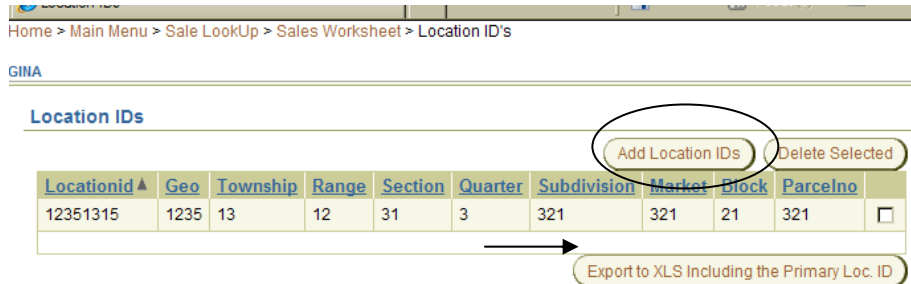 Home > Main Menu > Sale LookUp > Sales Worksheet > Location ID's
GINA
Location IDs
Add Location IDs Delete Selected
Locationid Geo Township Range Section Quarter Subdivision Market Block Parcelno
12351315 1235 13 12 31 3 321 321 21 321
Export to XLS Including the Primary Loc. ID